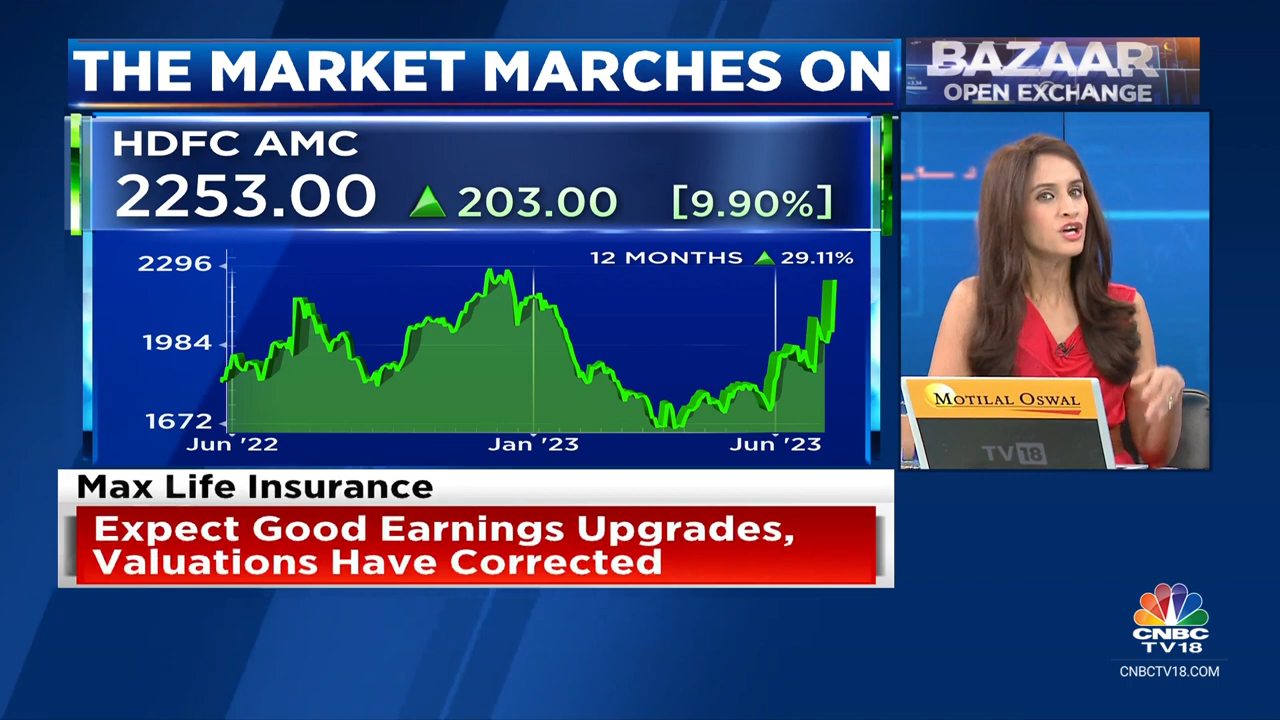 THE MARKET MARCHES ON
BAZAAR
OPEN EXCHANGE
HDFC AMC
2253.00 ▲ 203.00 [9.90%]
12 MONTHS ▲ 29.11%
2296
1984
1672
Jun '22 Jan '23 Jun '23
MOTILAL OSWAL
TV18
Max Life Insurance
Expect Good Earnings Upgrades,
Valuations Have Corrected
CNBC
TV18
CNBCTV18.COM